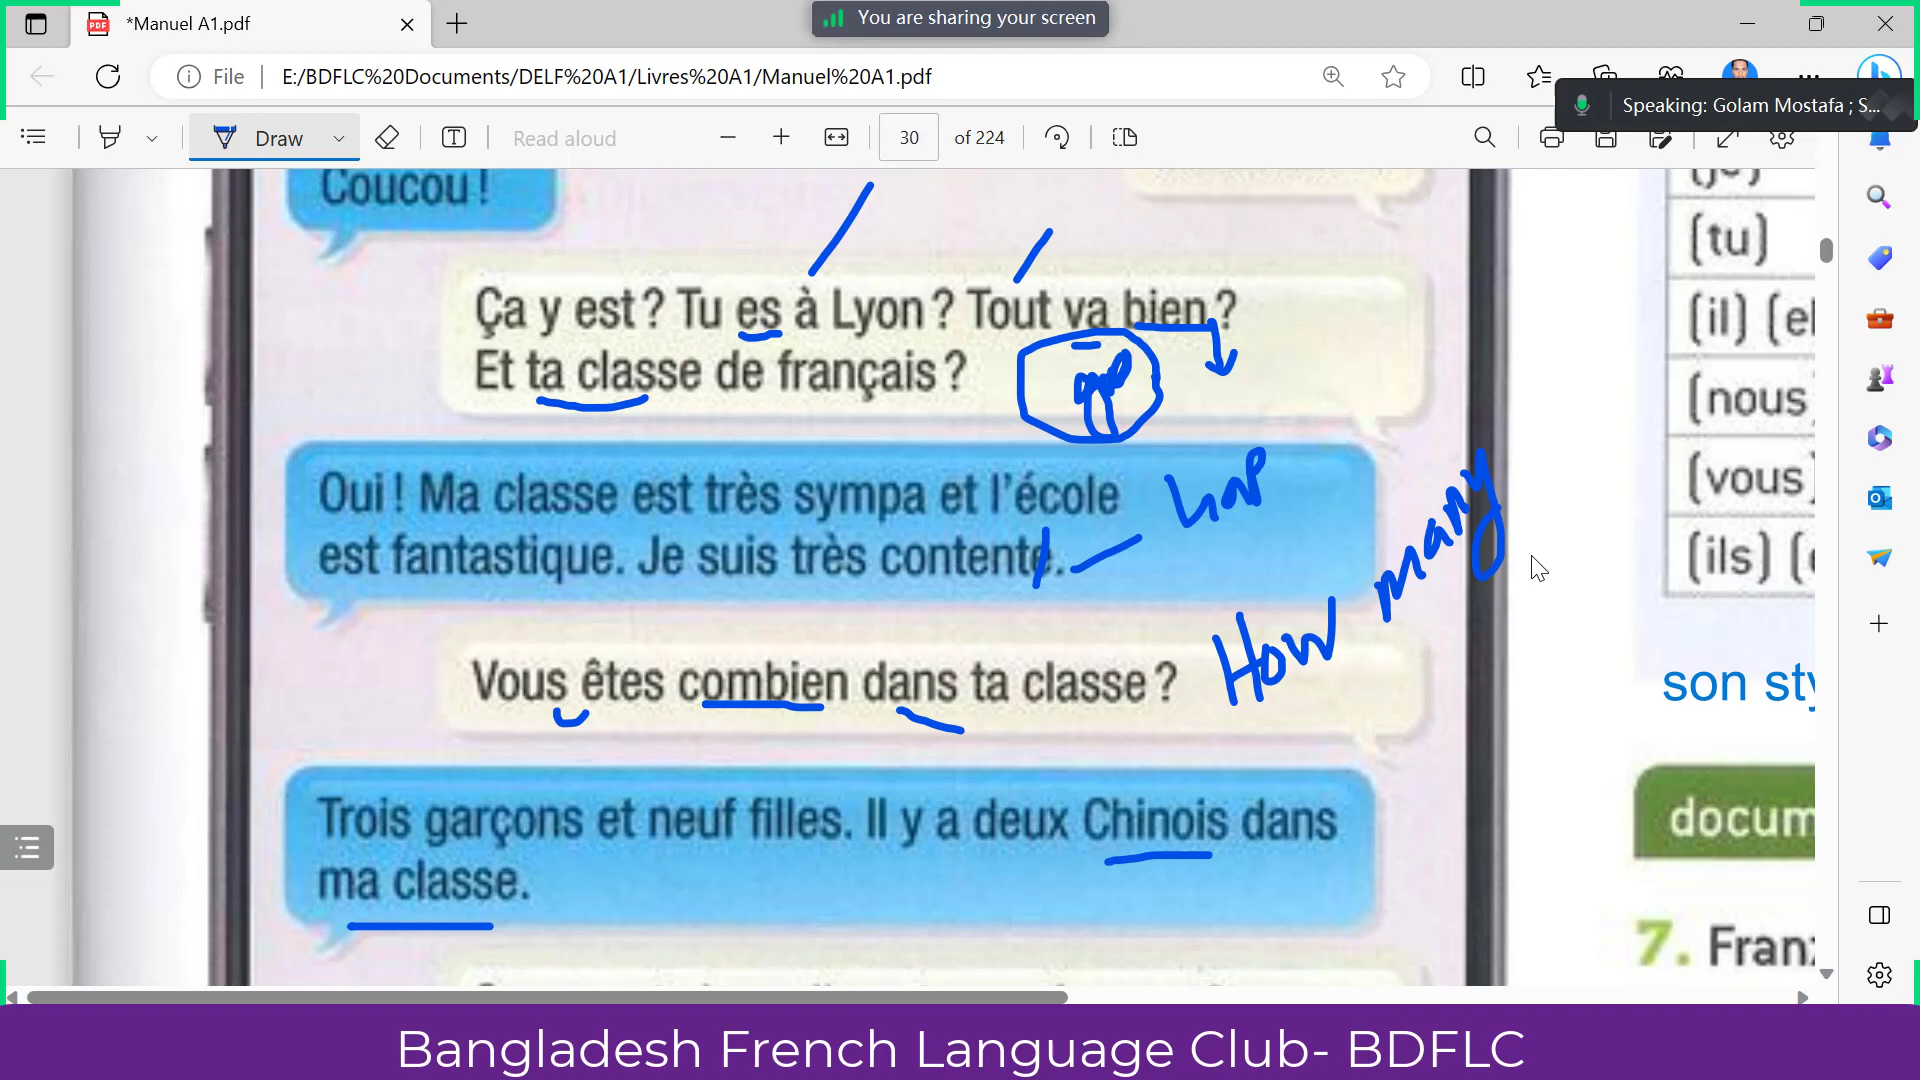 *Manuel A1.pdf
You are sharing your screen
File
E:/BDFLC%20Documents/DELF%20A1/Livres%20A1/Manuel%20A1.pdf
Speaking: Golam Mostafa ; S...
Draw
Read aloud
30
of 224
Coucou !
Ça y est ? Tu es à Lyon ? Tout va bien ?
Et ta classe de français ?
Oui ! Ma classe est très sympa et l'école
est fantastique. Je suis très contente.
How many
Vous êtes combien dans ta classe ?
Trois garçons et neuf filles. Il y a deux Chinois dans
ma classe.
(tu)
(il) (el
(nous)
(vous)
(ils) (
son sty
docum
7. Franz
Bangladesh French Language Club- BDFLC